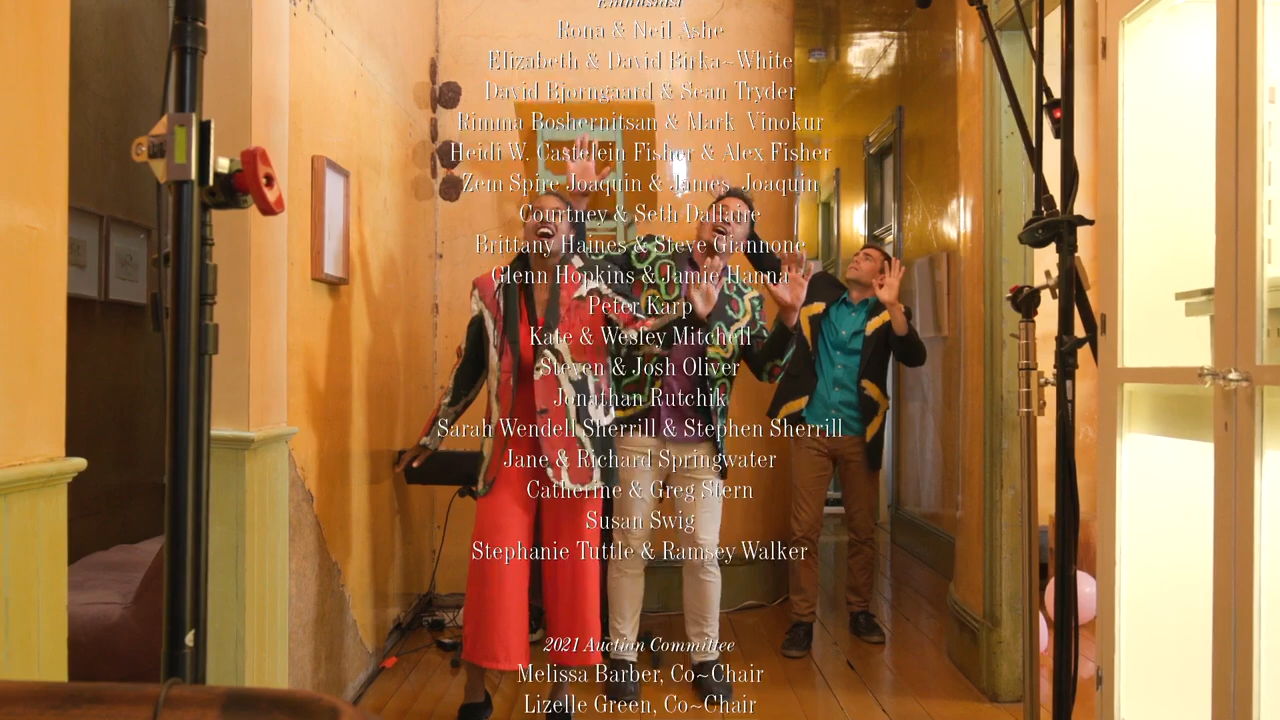 Enthusiast
Rona & Neil Ashe
Elizabeth & David Birka~White
David Bjorngaard & Sean Tryder
Rimma Boshernitsan & Mark Vinokur
Heidi W. Castelein Fisher & Alex Fisher
Zem Spire Joaquin & James Joaquin
Courtney & Seth Dallaire
Brittany Haines & Steve Giannone
Glenn Hopkins & Jamie Hanna
Peter Karp
Kate & Wesley Mitchell
Steven & Josh Oliver
Jonathan Rutchik
Sarah Wendell Sherrill & Stephen Sherrill
Jane & Richard Springwater
Catherine & Greg Stern
Susan Swig
Stephanie Tuttle & Ramsey Walker
2021 Auction Committee
Melissa Barber, Co~Chair
Lizelle Green, Co~Chair